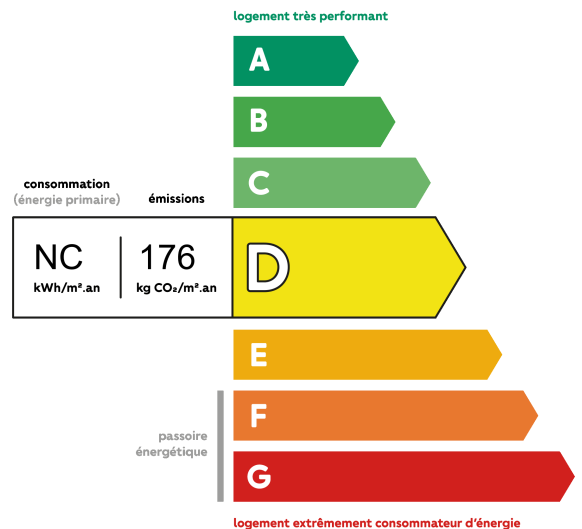 logement très performant
A
B
C
consommation
(énergie primaire)
émissions
NC
176
kWh/m².an
kg CO₂/m².an
D
E
F
passoire
énergétique
G
logement extrêmement consommateur d'énergie